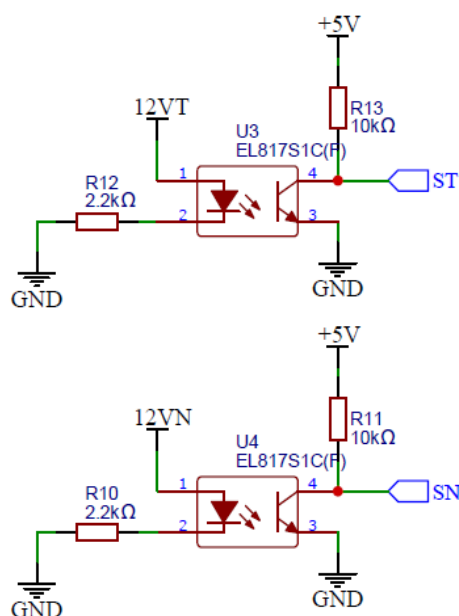 +5V
R13
10kΩ
12VT
U3
EL817S1C(F)
1
4
ST
R12
2.2kΩ
2
3
GND
GND
+5V
R11
10kΩ
12VN
U4
EL817S1C(F)
1
4
SN
R10
2.2kΩ
2
3
GND
GND